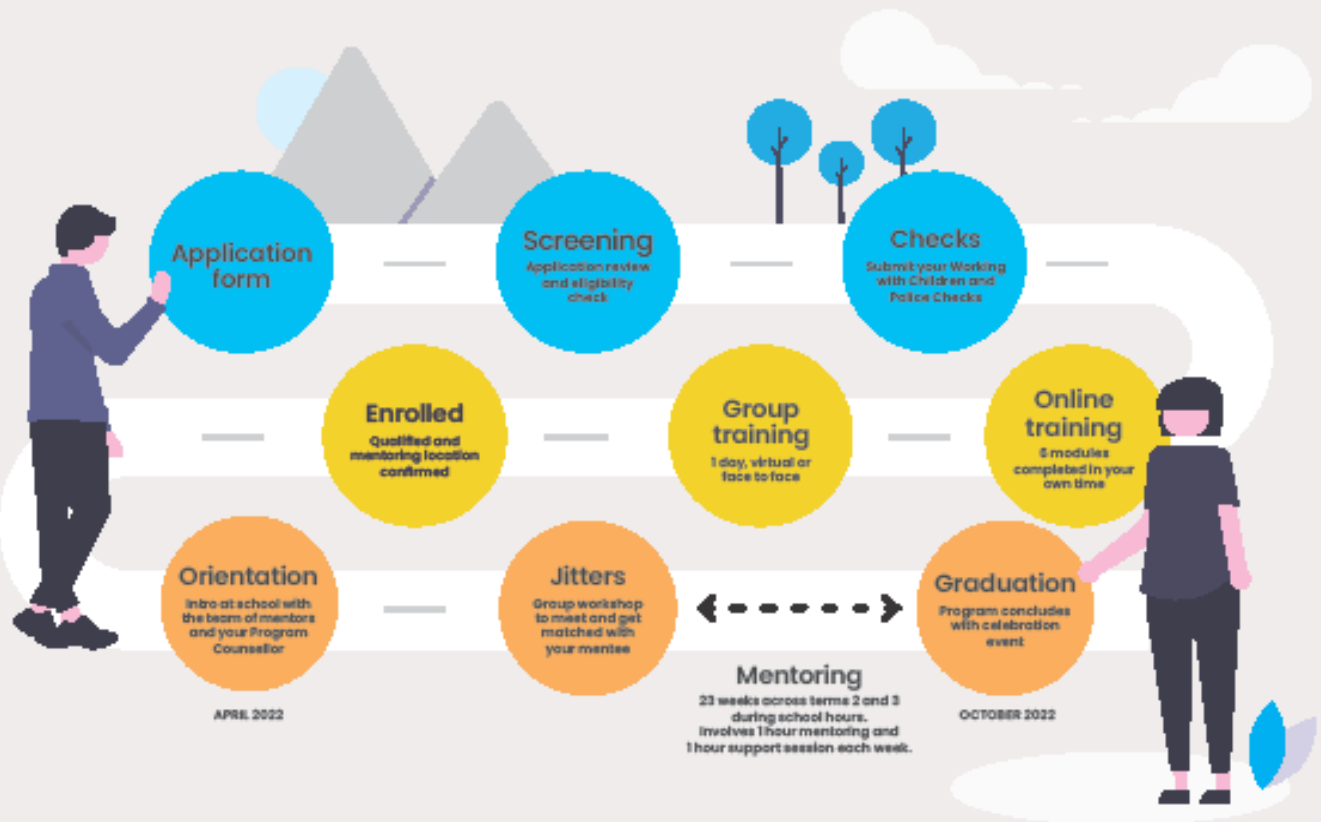 Application
form
Screening
Application review
and eligibility
check
Checks
Submit your Working
with Children and
Police Checks
Enrolled
Qualified and
mentoring location
confirmed
Group
training
1 day, virtual or
face to face
Online
training
6 modules
completed in your
own time
Orientation
Intro at school with
the team of mentors
and your Program
Counsellor
APRIL 2022
Jitters
Group workshop
to meet and get
matched with
your mentee
Mentoring
23 weeks across terms 2 and 3
during school hours.
Involves 1 hour mentoring and
1 hour support session each week.
Graduation
Program concludes
with celebration
event
OCTOBER 2022